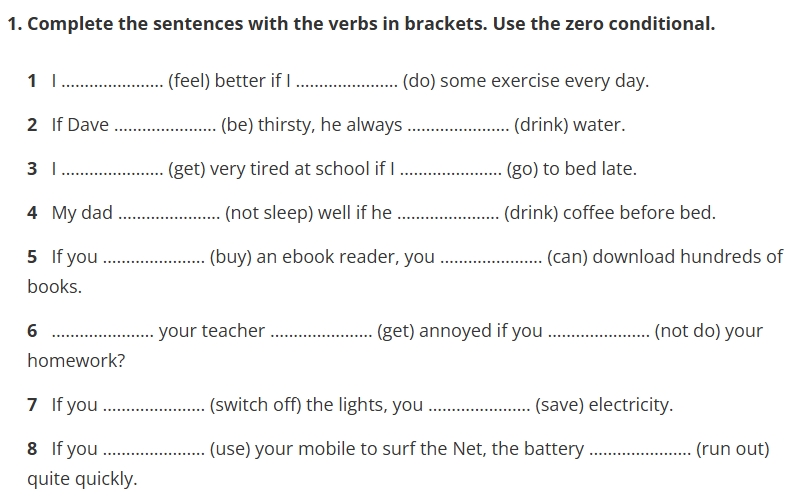 1. Complete the sentences with the verbs in brackets. Use the zero conditional.
1 I ...................... (feel) better if I ...................... (do) some exercise every day.
2 If Dave ...................... (be) thirsty, he always ...................... (drink) water.
3 I ...................... (get) very tired at school if I ...................... (go) to bed late.
4 My dad ...................... (not sleep) well if he ...................... (drink) coffee before bed.
5 If you ...................... (buy) an ebook reader, you ...................... (can) download hundreds of
books.
6 ...................... your teacher ...................... (get) annoyed if you ...................... (not do) your
homework?
7 If you ...................... (switch off) the lights, you ...................... (save) electricity.
8 If you ...................... (use) your mobile to surf the Net, the battery ...................... (run out)
quite quickly.